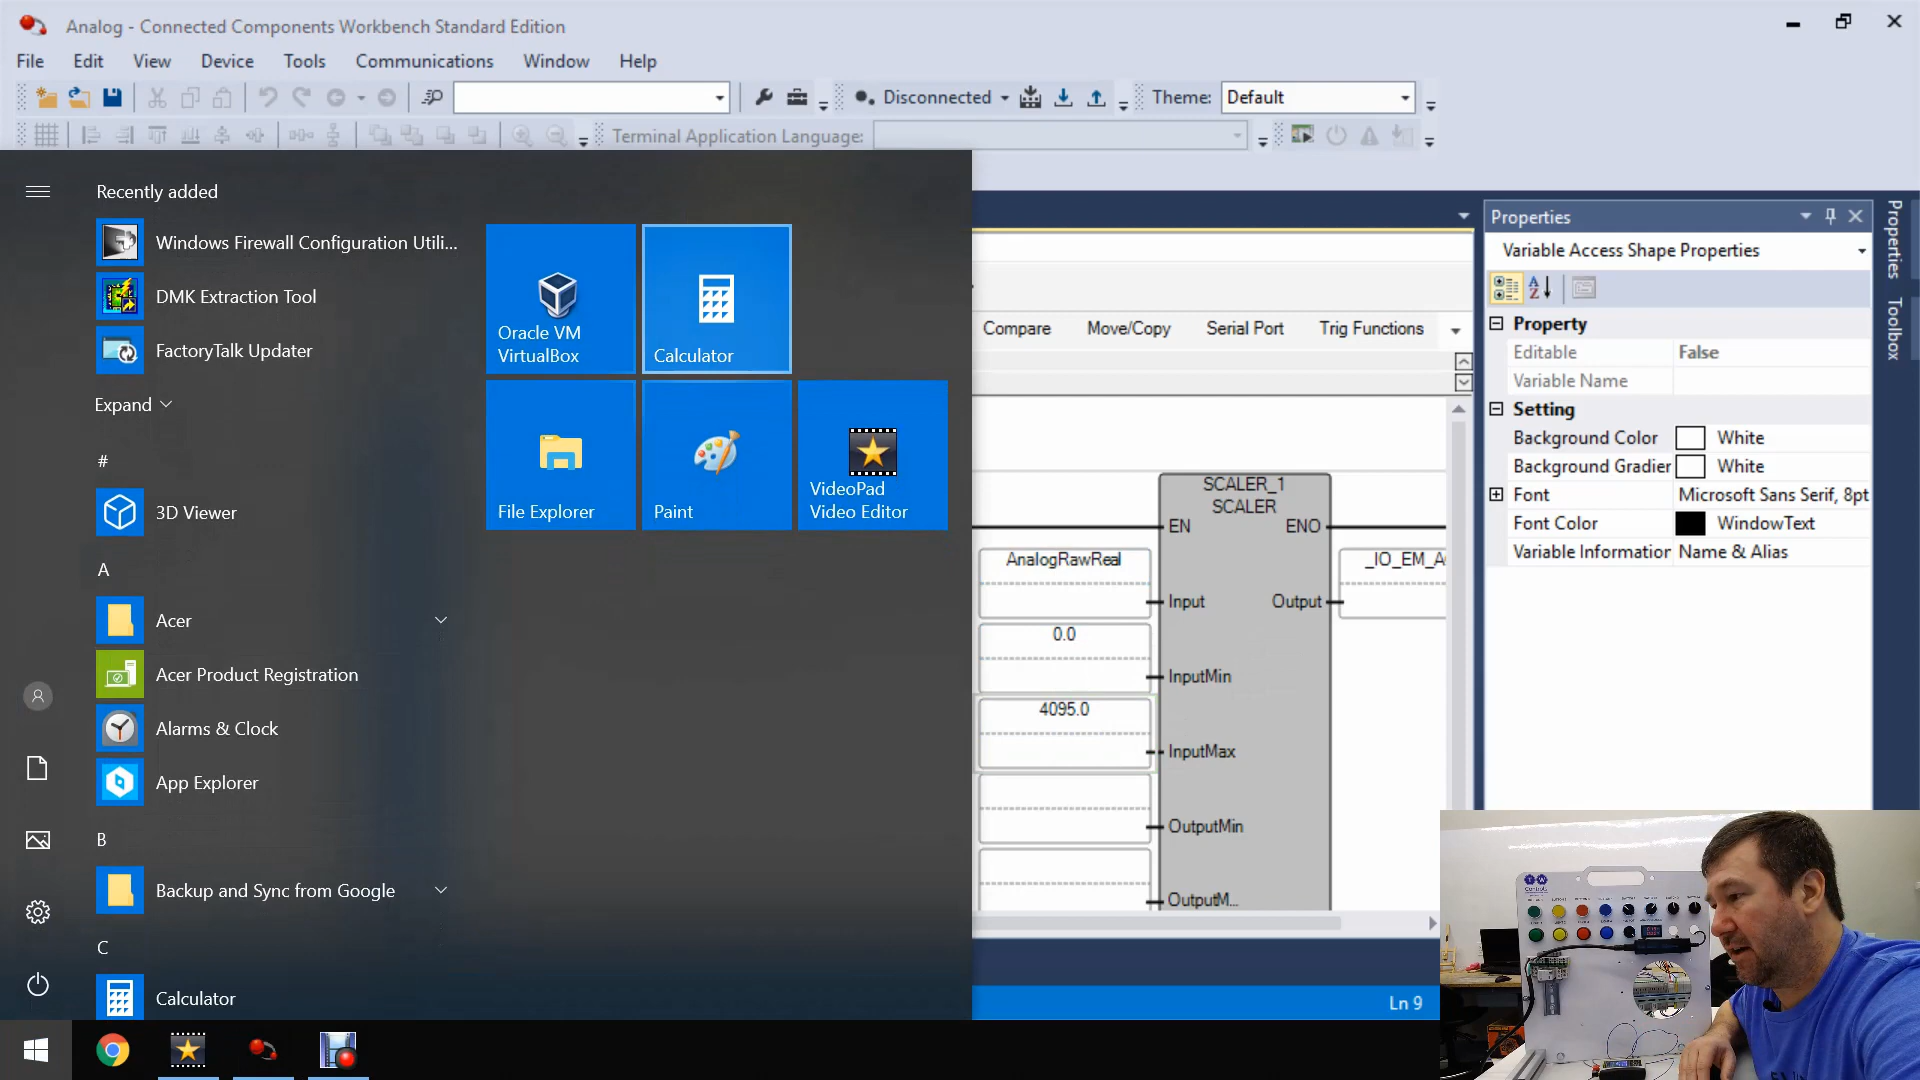 Analog - Connected Components Workbench Standard Edition
File Edit View Device Tools Communications Window Help
Disconnected Theme: Default
Terminal Application Language:
Recently added
Windows Firewall Configuration Utili...
DMK Extraction Tool
FactoryTalk Updater
Expand
#
3D Viewer
A
Acer
Acer Product Registration
Alarms & Clock
App Explorer
B
Backup and Sync from Google
C
Calculator
Oracle VM
VirtualBox
Calculator
File Explorer
Paint
VideoPad
Video Editor
Compare Move/Copy Serial Port Trig Functions
SCALER_1
SCALER
EN ENO
AnalogRawReal
_IO_EM_A
Input Output
0.0
InputMin
4095.0
InputMax
OutputMin
OutputM...
Ln 9
Properties
Variable Access Shape Properties
Property
Editable False
Variable Name
Setting
Background Color White
Background Gradier White
Font Microsoft Sans Serif, 8pt
Font Color WindowText
Variable Information Name & Alias
Properties
Toolbox
T W
Controls